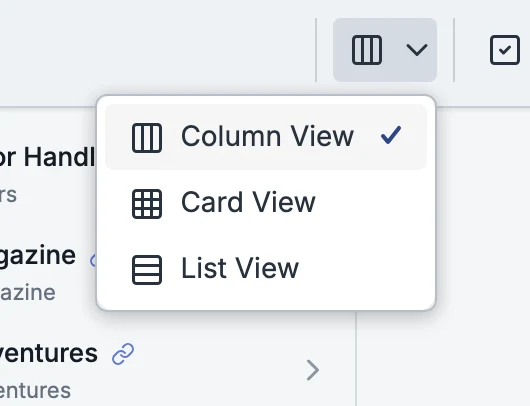 Column View
or Handl
rs
Card View
gazine
azine
List View
ventures
entures